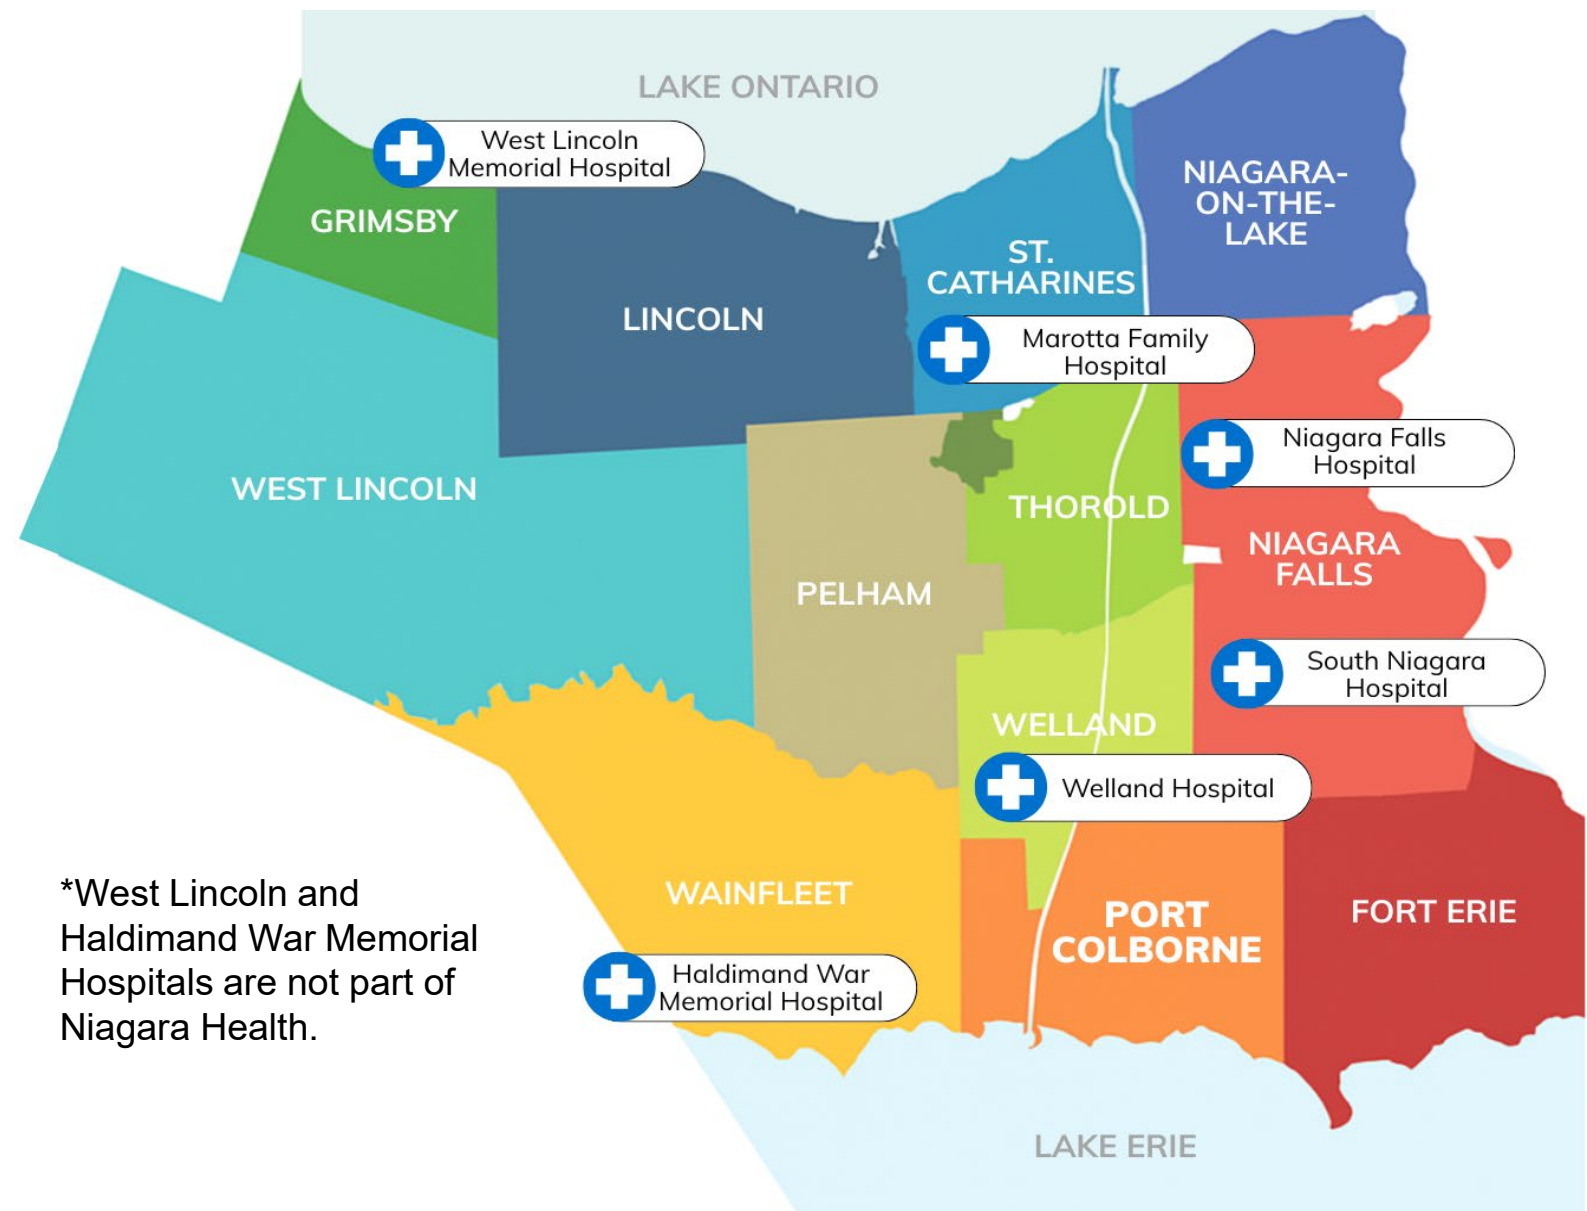 LAKE ONTARIO
West Lincoln
Memorial Hospital
GRIMSBY
NIAGARA-
ON-THE-
LAKE
ST.
CATHARINES
LINCOLN
Marotta Family
Hospital
Niagara Falls
Hospital
WEST LINCOLN
THOROLD
NIAGARA
FALLS
PELHAM
South Niagara
Hospital
WELLAND
Welland Hospital
WAINFLEET
PORT
COLBORNE
FORT ERIE
*West Lincoln and
Haldimand War Memorial
Hospitals are not part of
Niagara Health.
Haldimand War
Memorial Hospital
LAKE ERIE